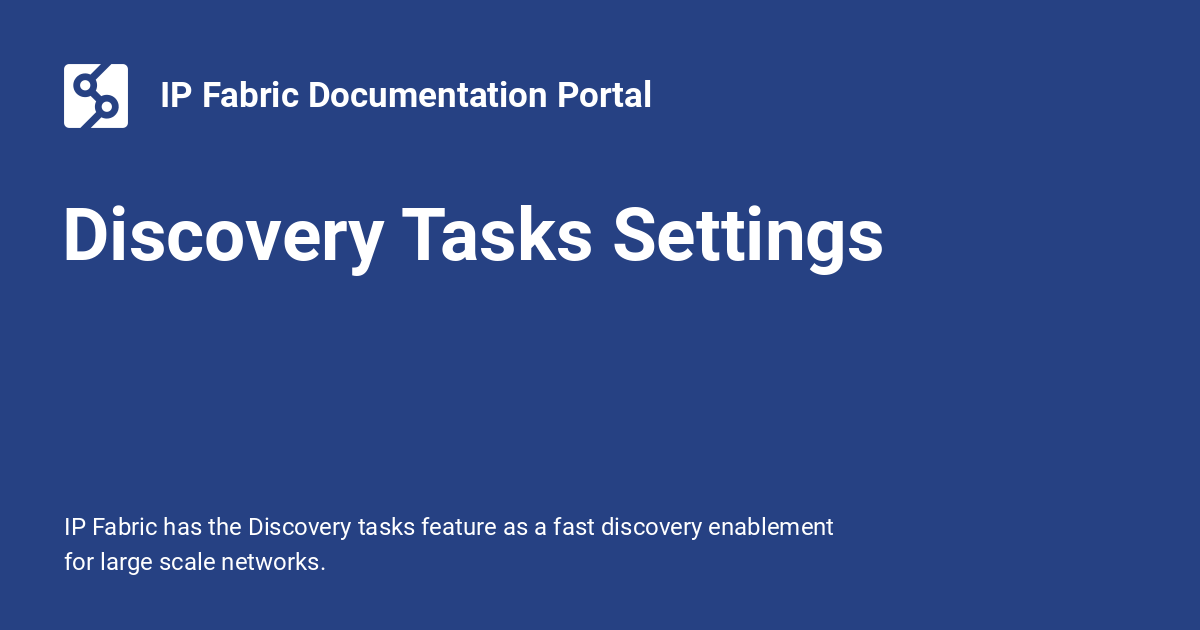 IP Fabric Documentation Portal
Discovery Tasks Settings
IP Fabric has the Discovery tasks feature as a fast discovery enablement
for large scale networks.